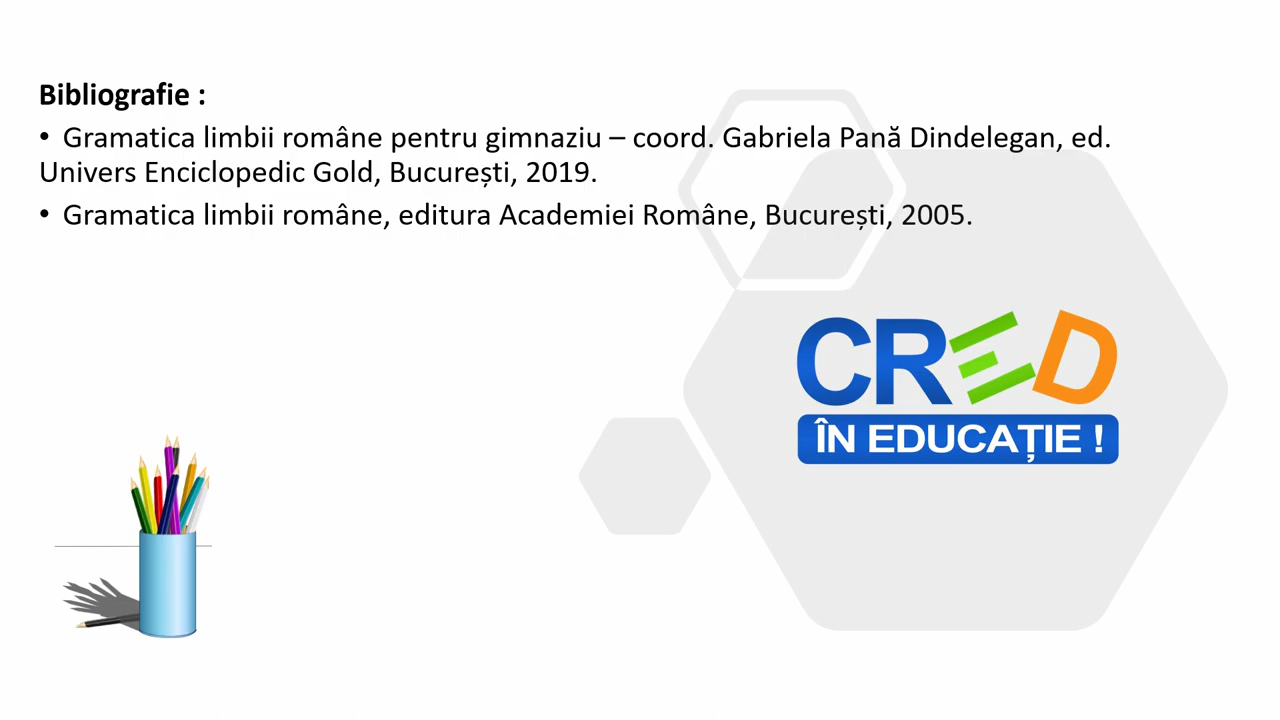 Bibliografie :
• Gramatica limbii române pentru gimnaziu – coord. Gabriela Pană Dindelegan, ed.
Univers Enciclopedic Gold, București, 2019.
• Gramatica limbii române, editura Academiei Române, București, 2005.
CRED
ÎN EDUCAȚIE !